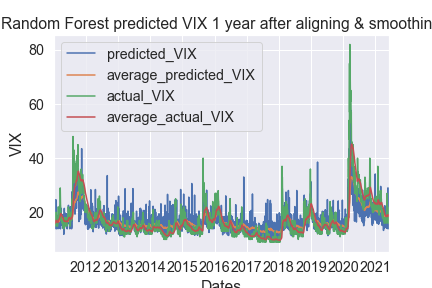 Random Forest predicted VIX 1 year after aligning & smoothin
predicted_VIX
average_predicted_VIX
actual_VIX
average_actual_VIX
VIX
80
60
40
20
2012 2013 2014 2015 2016 2017 2018 2019 2020 2021
Dates